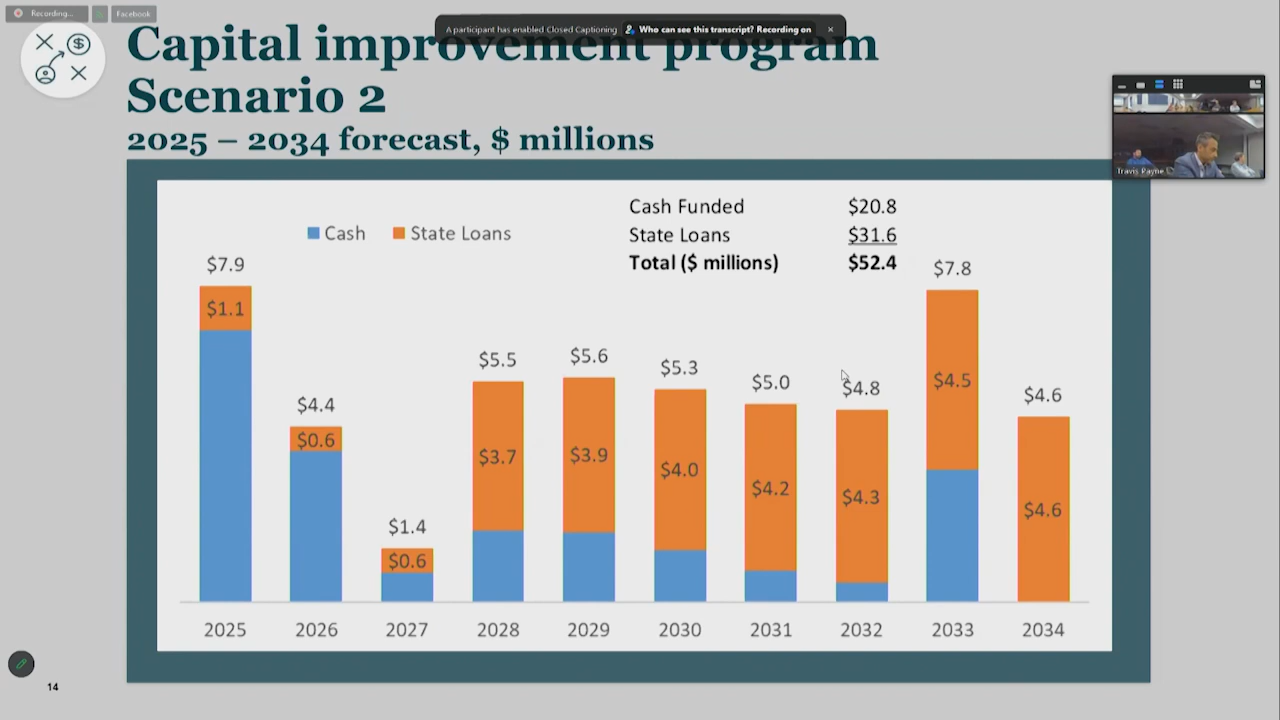 Recording...
Facebook
A participant has enabled Closed Captioning
Who can see this transcript? Recording on
Capital improvement program
Scenario 2
2025 – 2034 forecast, $ millions
Travis Payne
Cash
State Loans
Cash Funded $20.8
State Loans $31.6
Total ($ millions) $52.4
$7.9
$1.1
$4.4
$0.6
$1.4
$0.6
$5.5
$3.7
$5.6
$3.9
$5.3
$4.0
$5.0
$4.2
$4.8
$4.3
$7.8
$4.5
$4.6
$4.6
2025 2026 2027 2028 2029 2030 2031 2032 2033 2034
14